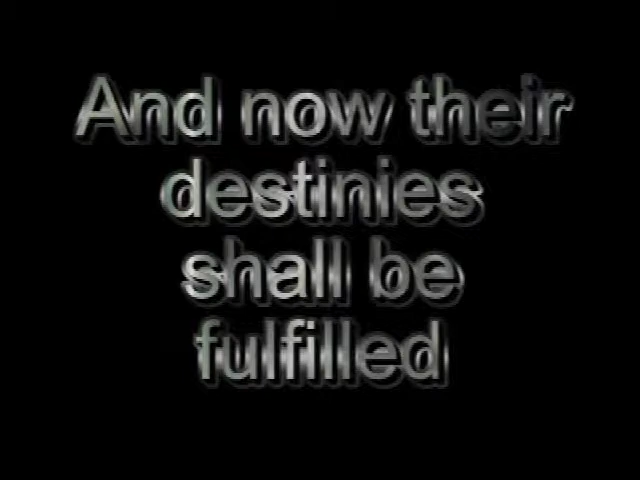 And now their
destinies
shall be
fulfilled